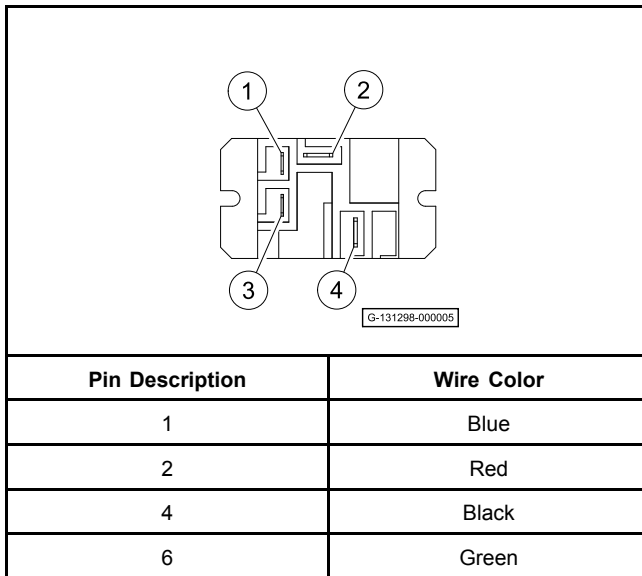 1 2
3 4
G-131298-000005
Pin Description Wire Color
1 Blue
2 Red
4 Black
6 Green